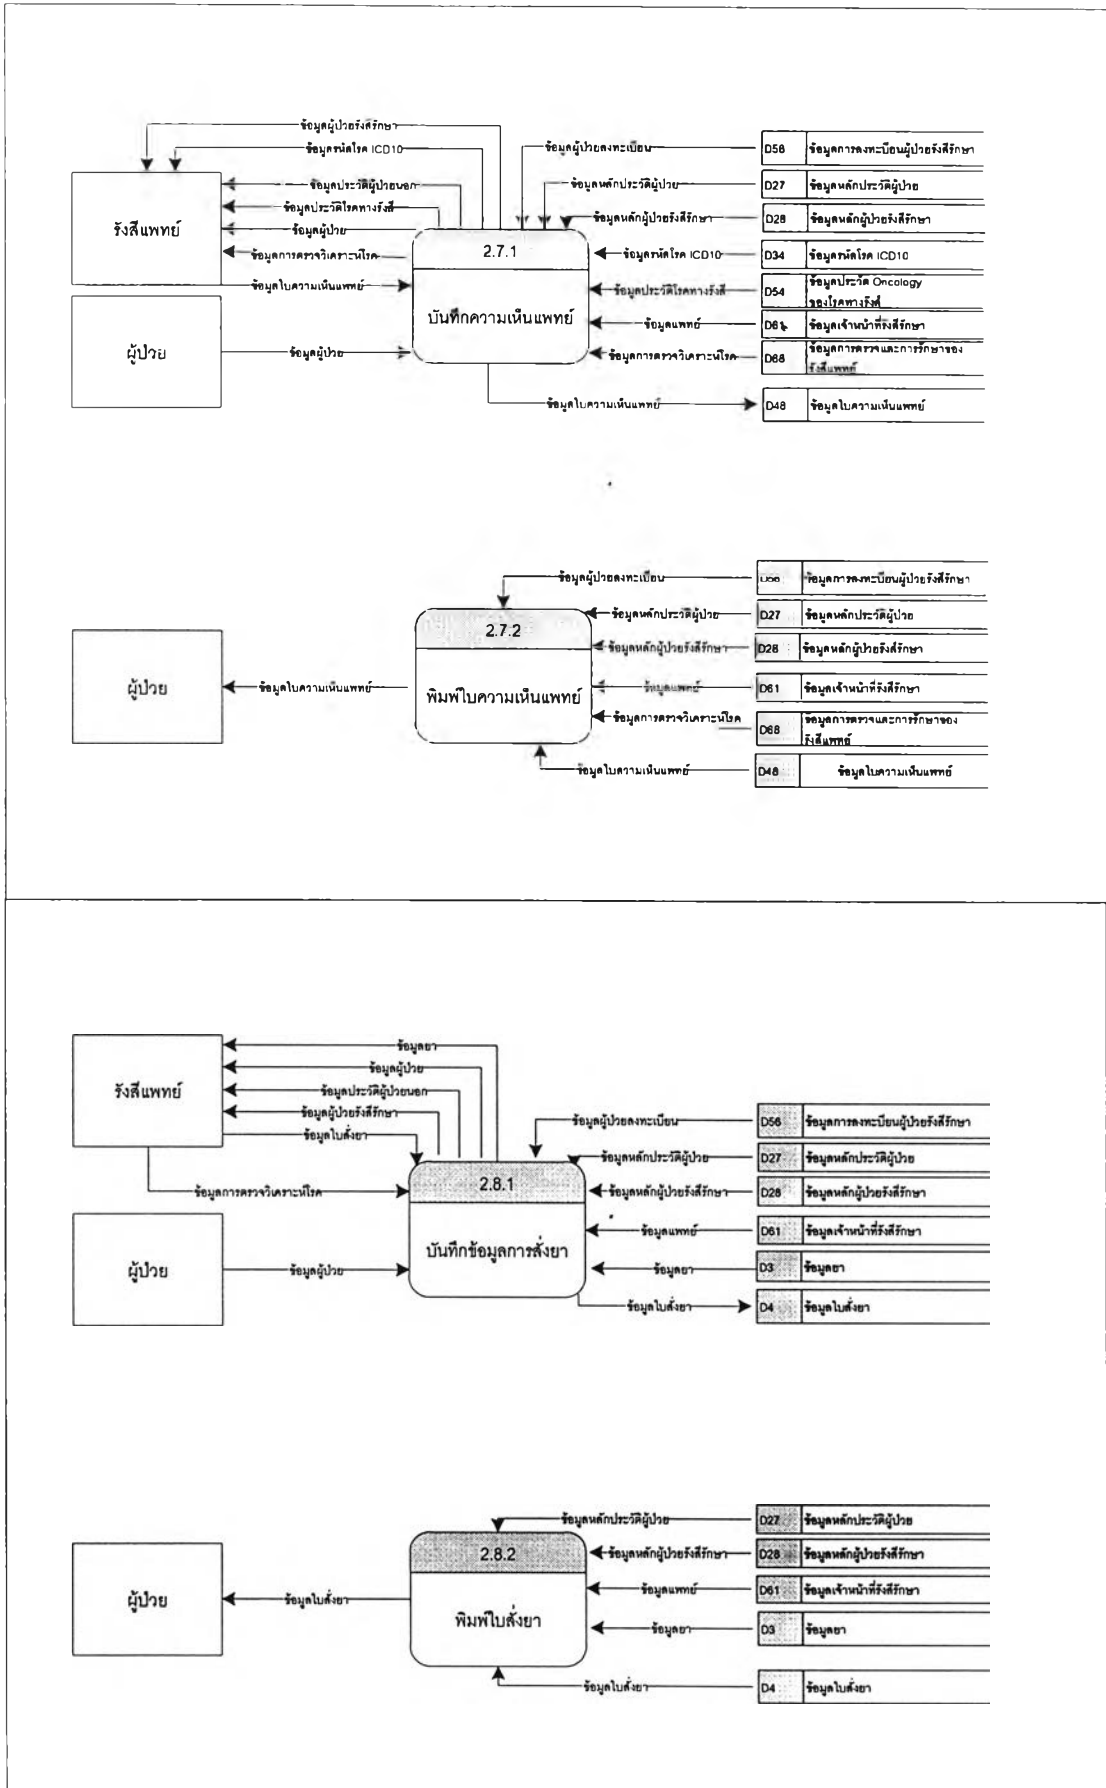 ข้อมูลผู้ป่วยรังสีรักษา
ข้อมูลรหัสโรค ICD10
ข้อมูลประวัติผู้ป่วยนอก
ข้อมูลประวัติโรคทางรังสี
ข้อมูลผู้ป่วย
ข้อมูลการตรวจวิเคราะห์โรค
ข้อมูลใบความเห็นแพทย์
รังสีแพทย์
ผู้ป่วย
ข้อมูลผู้ป่วย
2.7.1
บันทึกความเห็นแพทย์
ข้อมูลผู้ป่วยลงทะเบียน
D56 ข้อมูลการลงทะเบียนผู้ป่วยรังสีรักษา
ข้อมูลหลักประวัติผู้ป่วย
D27 ข้อมูลหลักประวัติผู้ป่วย
ข้อมูลหลักผู้ป่วยรังสีรักษา
D28 ข้อมูลหลักผู้ป่วยรังสีรักษา
ข้อมูลรหัสโรค ICD10
D34 ข้อมูลรหัสโรค ICD10
ข้อมูลประวัติโรคทางรังสี
D54 ข้อมูลประวัติ Oncology
ของโรคทางรังสี
ข้อมูลแพทย์
D61 ข้อมูลเจ้าหน้าที่รังสีรักษา
ข้อมูลการตรวจวิเคราะห์โรค
D68 ข้อมูลการตรวจและการรักษาของ
รังสีแพทย์
ข้อมูลใบความเห็นแพทย์
D48 ข้อมูลใบความเห็นแพทย์
ผู้ป่วย
ข้อมูลใบความเห็นแพทย์
2.7.2
พิมพ์ใบความเห็นแพทย์
ข้อมูลผู้ป่วยลงทะเบียน
D56 ข้อมูลการลงทะเบียนผู้ป่วยรังสีรักษา
ข้อมูลหลักประวัติผู้ป่วย
D27 ข้อมูลหลักประวัติผู้ป่วย
ข้อมูลหลักผู้ป่วยรังสีรักษา
D28 ข้อมูลหลักผู้ป่วยรังสีรักษา
ข้อมูลแพทย์
D61 ข้อมูลเจ้าหน้าที่รังสีรักษา
ข้อมูลการตรวจวิเคราะห์โรค
D68 ข้อมูลการตรวจและการรักษาของ
รังสีแพทย์
ข้อมูลใบความเห็นแพทย์
D48 ข้อมูลใบความเห็นแพทย์
รังสีแพทย์
ข้อมูลยา
ข้อมูลผู้ป่วย
ข้อมูลประวัติผู้ป่วยนอก
ข้อมูลผู้ป่วยรังสีรักษา
ข้อมูลใบสั่งยา
ข้อมูลการตรวจวิเคราะห์โรค
ผู้ป่วย
ข้อมูลผู้ป่วย
2.8.1
บันทึกข้อมูลการสั่งยา
ข้อมูลผู้ป่วยลงทะเบียน
D56 ข้อมูลการลงทะเบียนผู้ป่วยรังสีรักษา
ข้อมูลหลักประวัติผู้ป่วย
D27 ข้อมูลหลักประวัติผู้ป่วย
ข้อมูลหลักผู้ป่วยรังสีรักษา
D28 ข้อมูลหลักผู้ป่วยรังสีรักษา
ข้อมูลแพทย์
D61 ข้อมูลเจ้าหน้าที่รังสีรักษา
ข้อมูลยา
D3 ข้อมูลยา
ข้อมูลใบสั่งยา
D4 ข้อมูลใบสั่งยา
ผู้ป่วย
ข้อมูลใบสั่งยา
2.8.2
พิมพ์ใบสั่งยา
ข้อมูลหลักประวัติผู้ป่วย
D27 ข้อมูลหลักประวัติผู้ป่วย
ข้อมูลหลักผู้ป่วยรังสีรักษา
D28 ข้อมูลหลักผู้ป่วยรังสีรักษา
ข้อมูลแพทย์
D61 ข้อมูลเจ้าหน้าที่รังสีรักษา
ข้อมูลยา
D3 ข้อมูลยา
ข้อมูลใบสั่งยา
D4 ข้อมูลใบสั่งยา